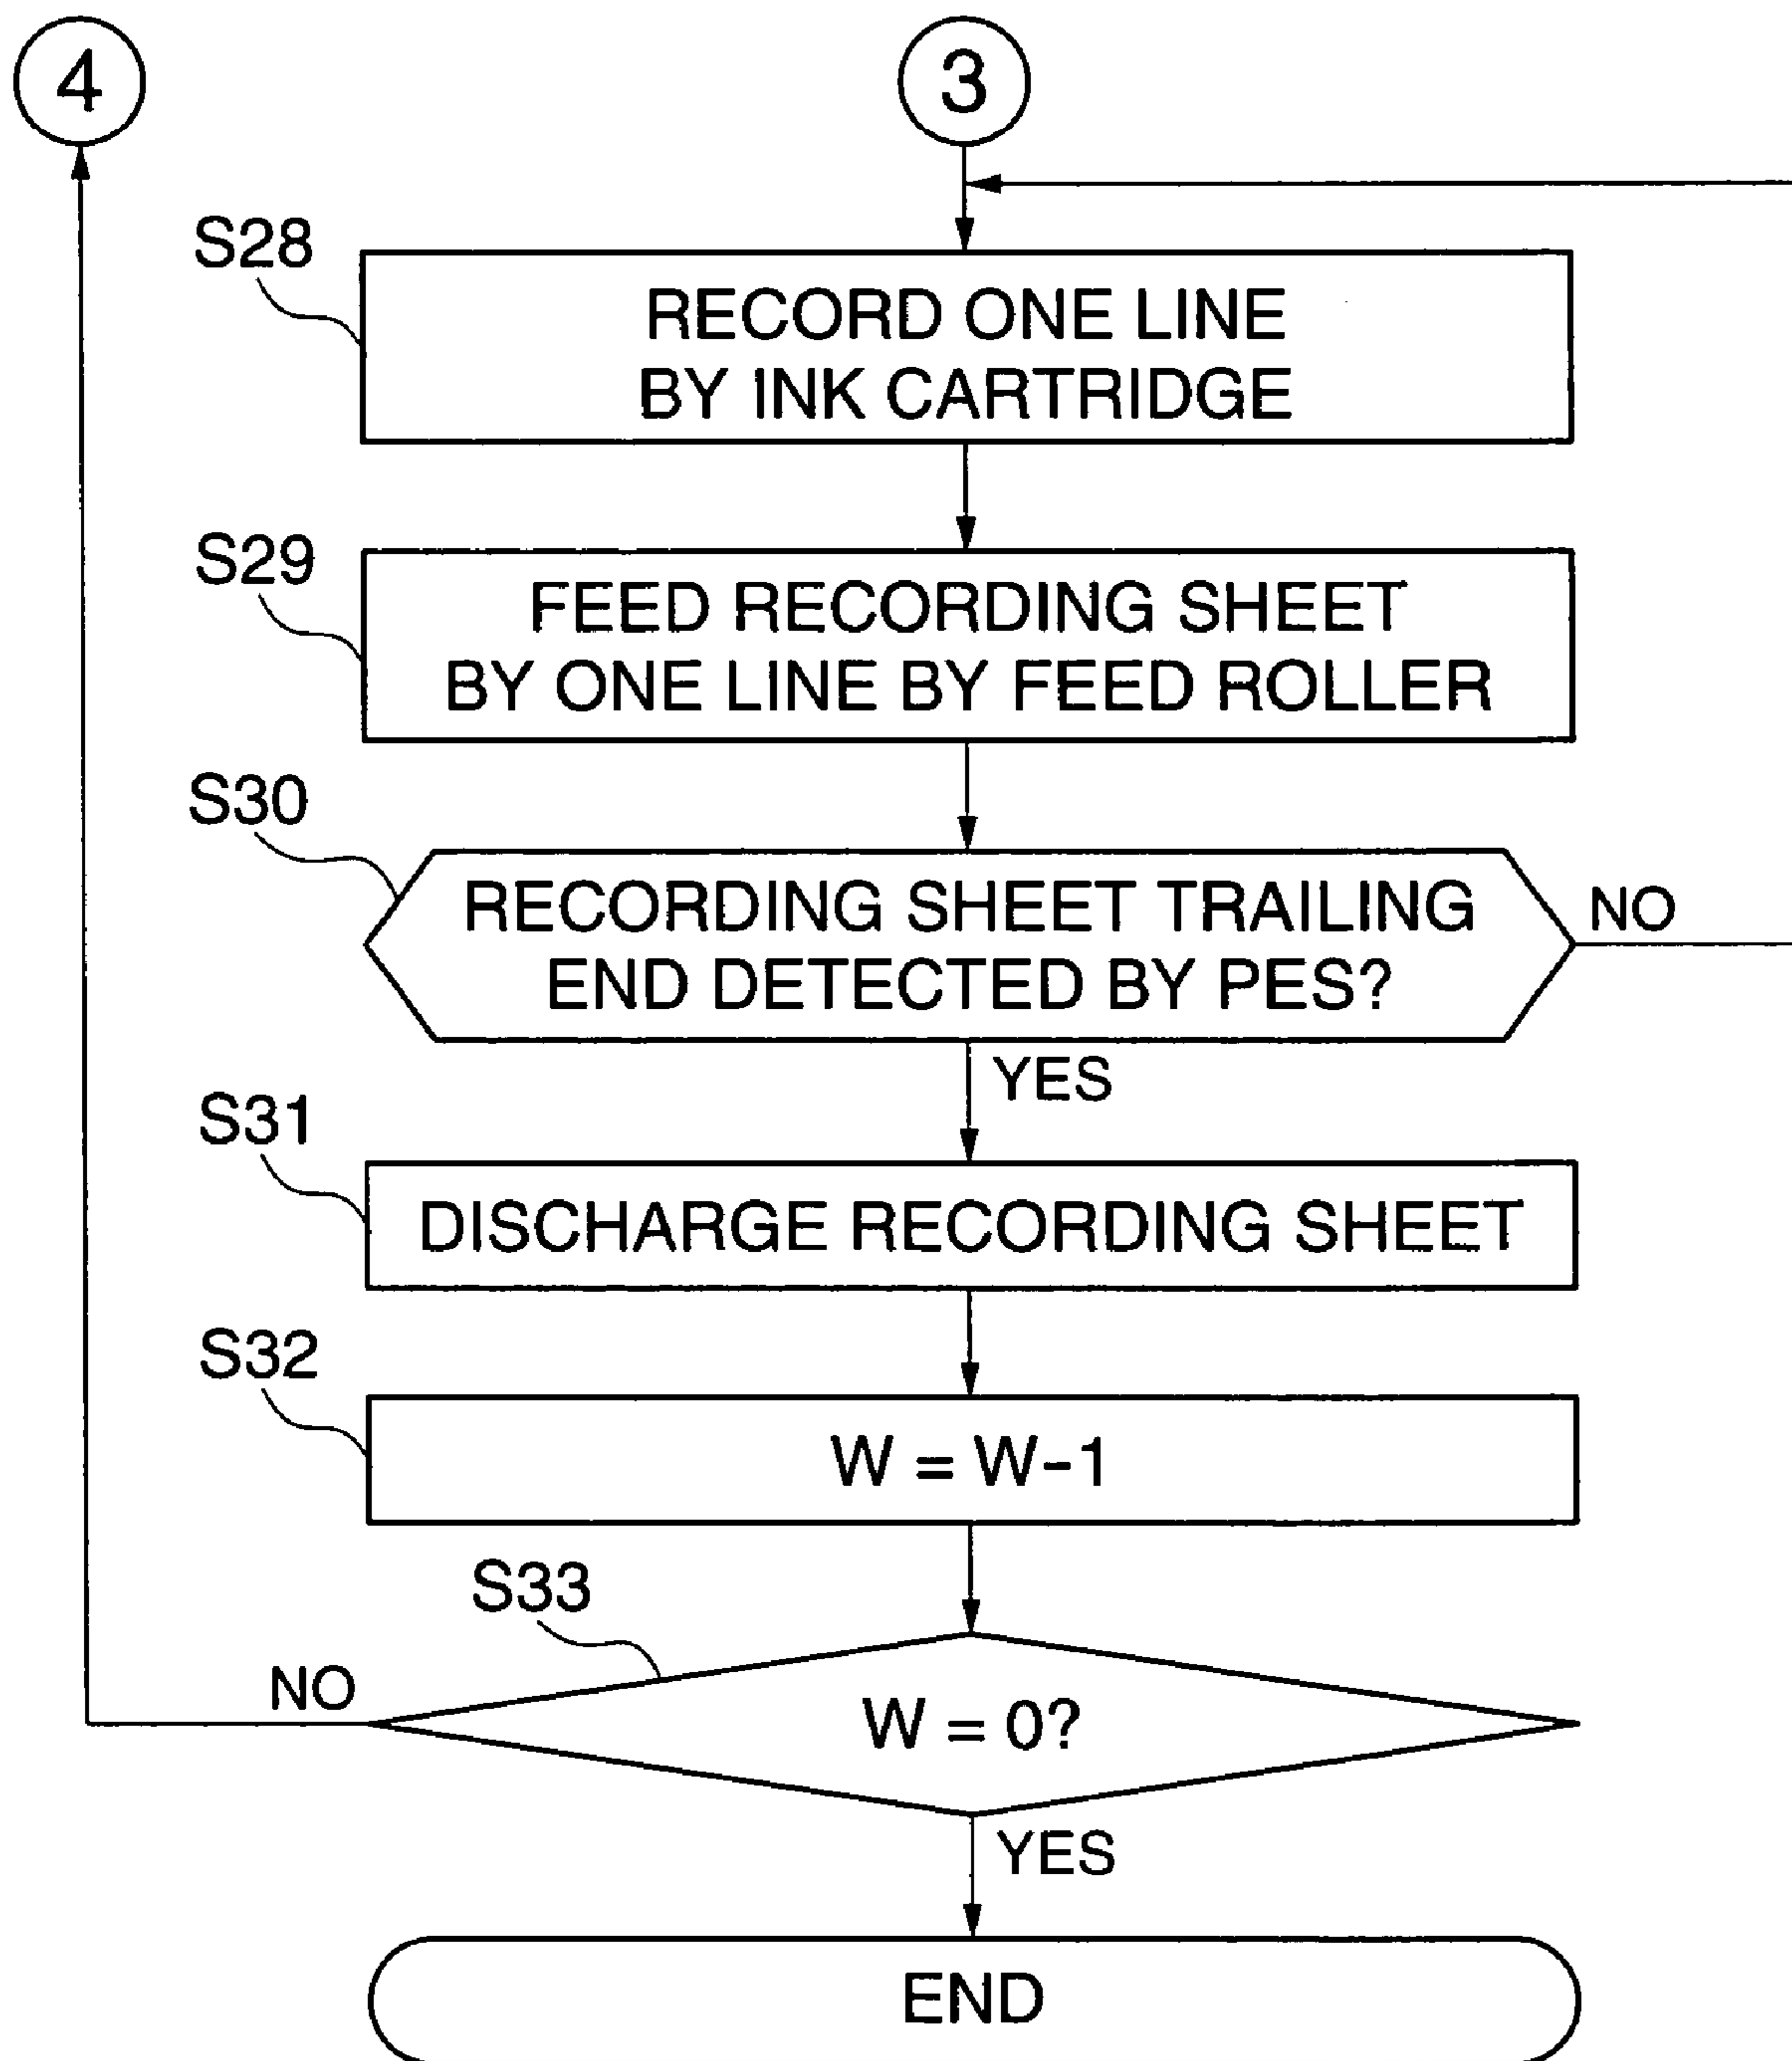 4
3
S28
RECORD ONE LINE
BY INK CARTRIDGE
S29
FEED RECORDING SHEET
BY ONE LINE BY FEED ROLLER
S30
RECORDING SHEET TRAILING
END DETECTED BY PES?
NO
YES
S31
DISCHARGE RECORDING SHEET
S32
W = W-1
S33
NO
W = 0?
YES
END